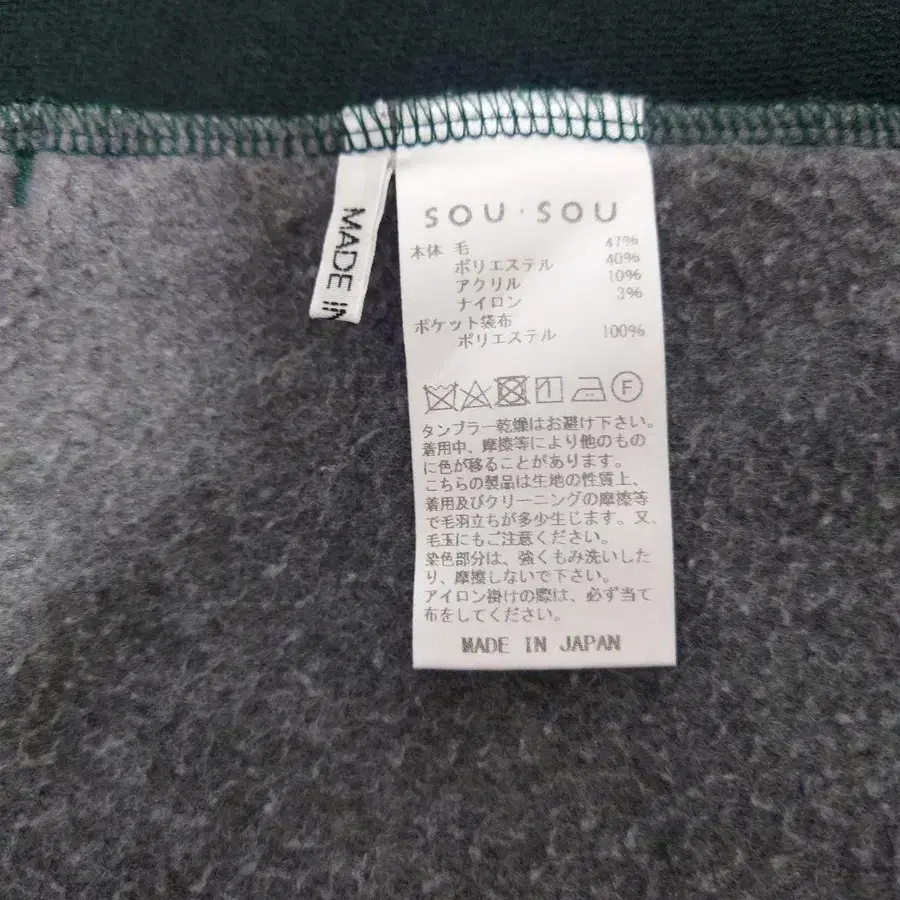 MADE IN
SOU・SOU
本体 毛 47%
ポリエステル 40%
アクリル 10%
ナイロン 3%
ポケット袋布
ポリエステル 100%
1 F
タンブラー乾燥はお避け下さい。
着用中、摩擦等により他のもの
に色が移ることがあります。
こちらの製品は生地の性質上、
着用及びクリーニングの摩擦等
で毛羽立ちが多少生じます。又、
毛玉にもご注意ください。
染色部分は、強くもみ洗いした
り、摩擦しないで下さい。
アイロン掛けの際は、必ず当て
布をしてください。
MADE IN JAPAN